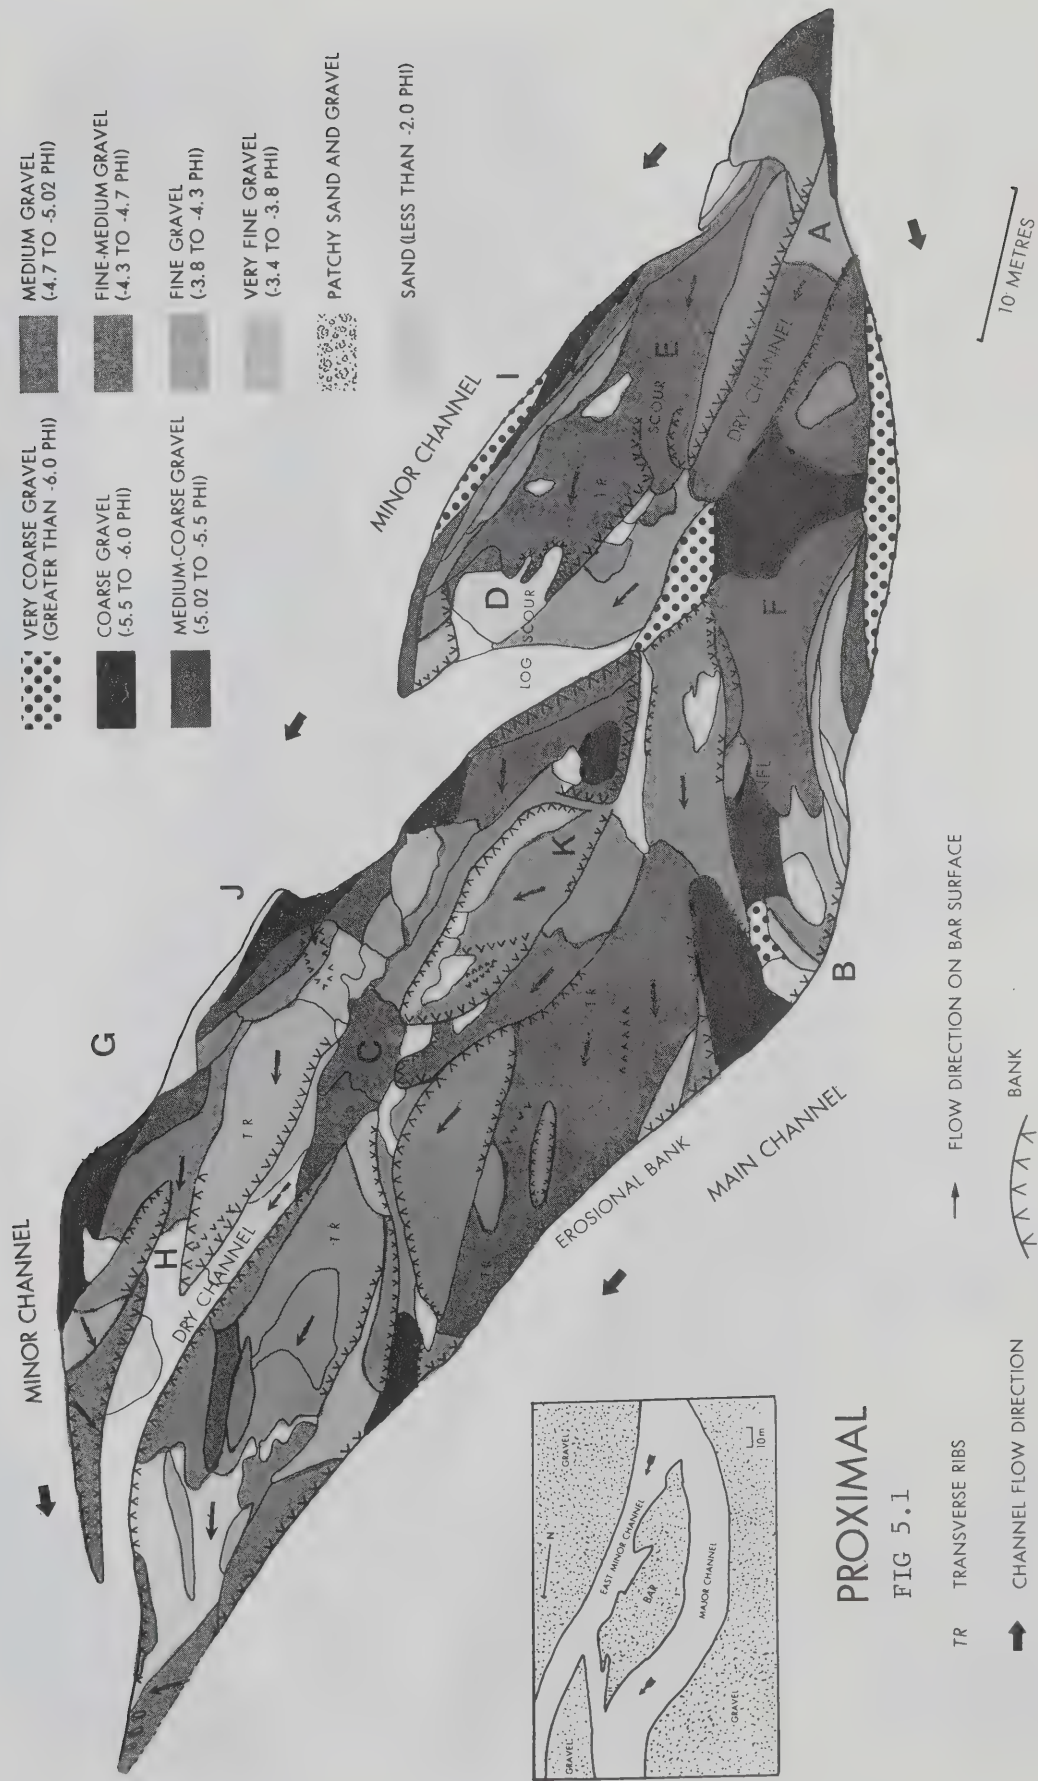 VERY COARSE GRAVEL
(GREATER THAN -6.0 PHI)
COARSE GRAVEL
(-5.5 TO -6.0 PHI)
MEDIUM-COARSE GRAVEL
(-5.02 TO -5.5 PHI)
MEDIUM GRAVEL
(-4.7 TO -5.02 PHI)
FINE-MEDIUM GRAVEL
(-4.3 TO -4.7 PHI)
FINE GRAVEL
(-3.8 TO -4.3 PHI)
VERY FINE GRAVEL
(-3.4 TO -3.8 PHI)
PATCHY SAND AND GRAVEL
SAND (LESS THAN -2.0 PHI)
MINOR CHANNEL
G
J
H
DRY CHANNEL
TR
TR
C
K
TR
TR
EROSIONAL BANK
MAIN CHANNEL
B
MINOR CHANNEL
I
D
LOG SCOUR
TR
SCOUR
E
DRY CHANNEL
A
F
NFL
10 METRES
GRAVEL
N
EAST MINOR CHANNEL
BAR
MAJOR CHANNEL
GRAVEL
GRAVEL
10m
PROXIMAL
FIG 5.1
TR TRANSVERSE RIBS
CHANNEL FLOW DIRECTION
FLOW DIRECTION ON BAR SURFACE
BANK